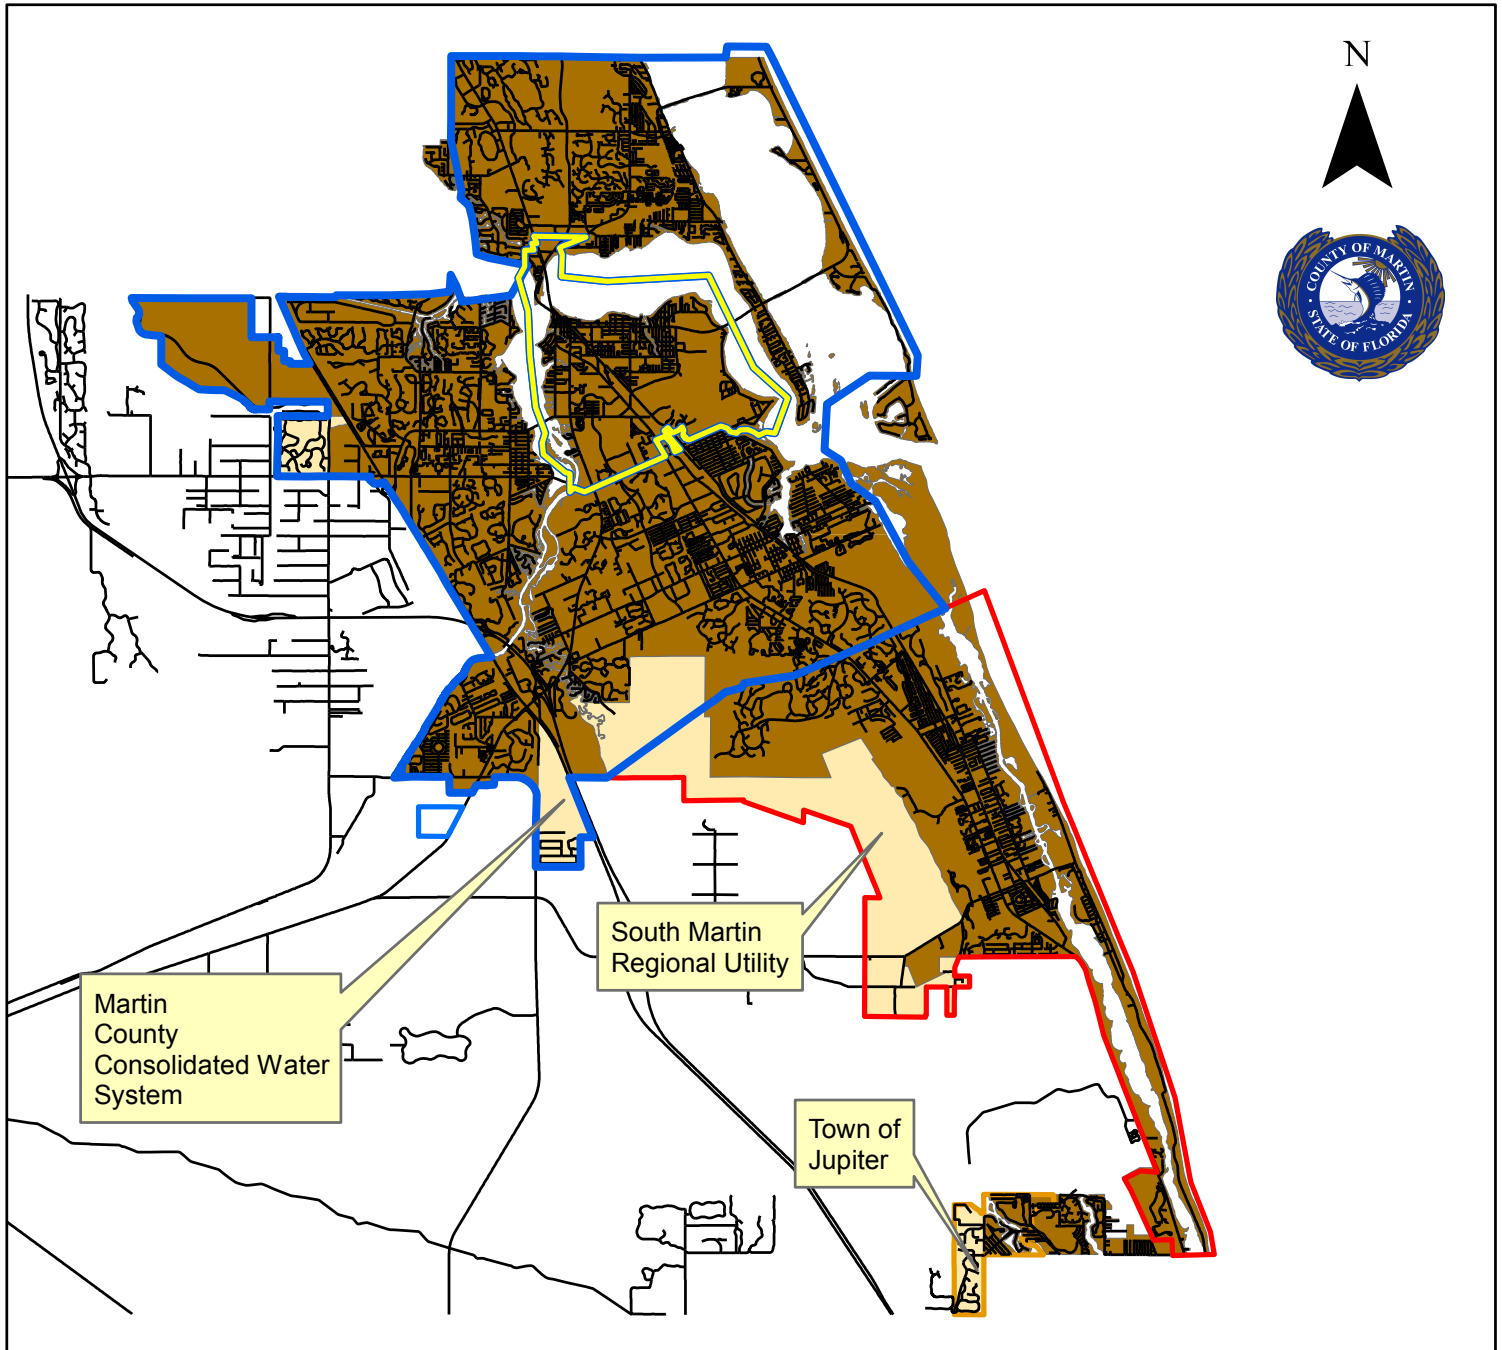 N
COUNTY OF MARTIN
STATE OF FLORIDA
South Martin
Regional Utility
Martin
County
Consolidated Water
System
Town of
Jupiter